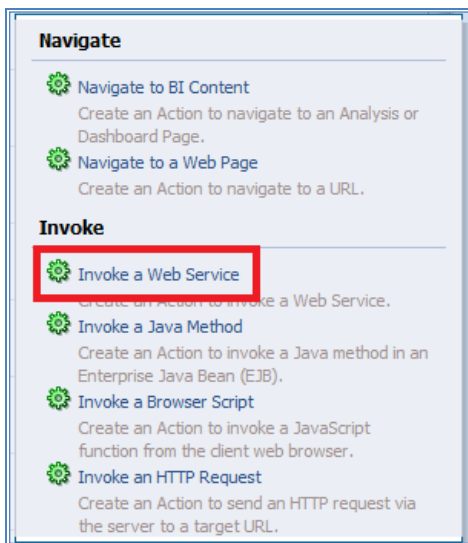 Navigate
Navigate to BI Content
Create an Action to navigate to an Analysis or
Dashboard Page.
Navigate to a Web Page
Create an Action to navigate to a URL.
Invoke
Invoke a Web Service
Create an Action to invoke a Web Service.
Invoke a Java Method
Create an Action to invoke a Java method in an
Enterprise Java Bean (EJB).
Invoke a Browser Script
Create an Action to invoke a JavaScript
function from the client web browser.
Invoke an HTTP Request
Create an Action to send an HTTP request via
the server to a target URL.